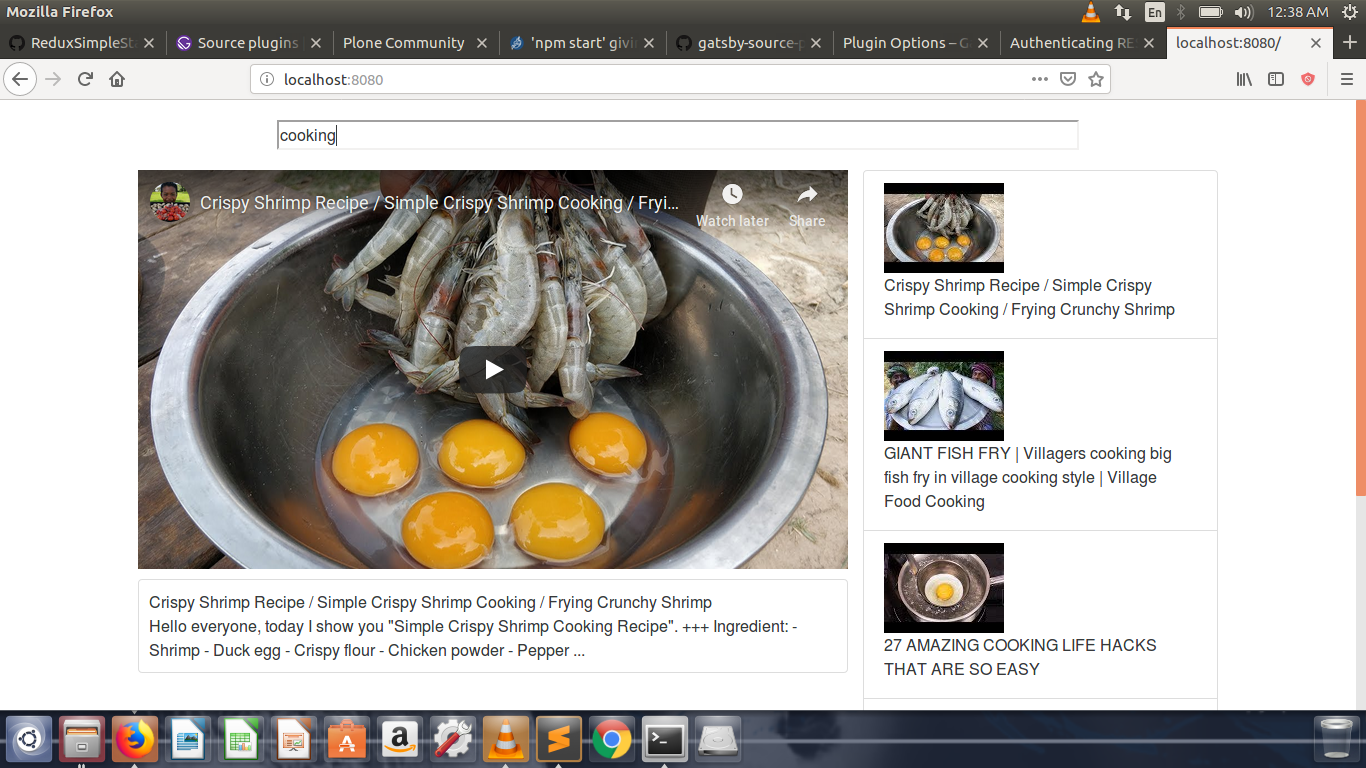 Mozilla Firefox
En
12:38 AM
ReduxSimpleSta
Source plugins
Plone Community
'npm start' givi
gatsby-source-p
Plugin Options – G
Authenticating RE
localhost:8080/
localhost:8080
cooking
Crispy Shrimp Recipe / Simple Crispy Shrimp Cooking / Fryi...
Watch later
Share
Crispy Shrimp Recipe / Simple Crispy
Shrimp Cooking / Frying Crunchy Shrimp
GIANT FISH FRY | Villagers cooking big
fish fry in village cooking style | Village
Food Cooking
27 AMAZING COOKING LIFE HACKS
THAT ARE SO EASY
Crispy Shrimp Recipe / Simple Crispy Shrimp Cooking / Frying Crunchy Shrimp
Hello everyone, today I show you "Simple Crispy Shrimp Cooking Recipe". +++ Ingredient: -
Shrimp - Duck egg - Crispy flour - Chicken powder - Pepper ...